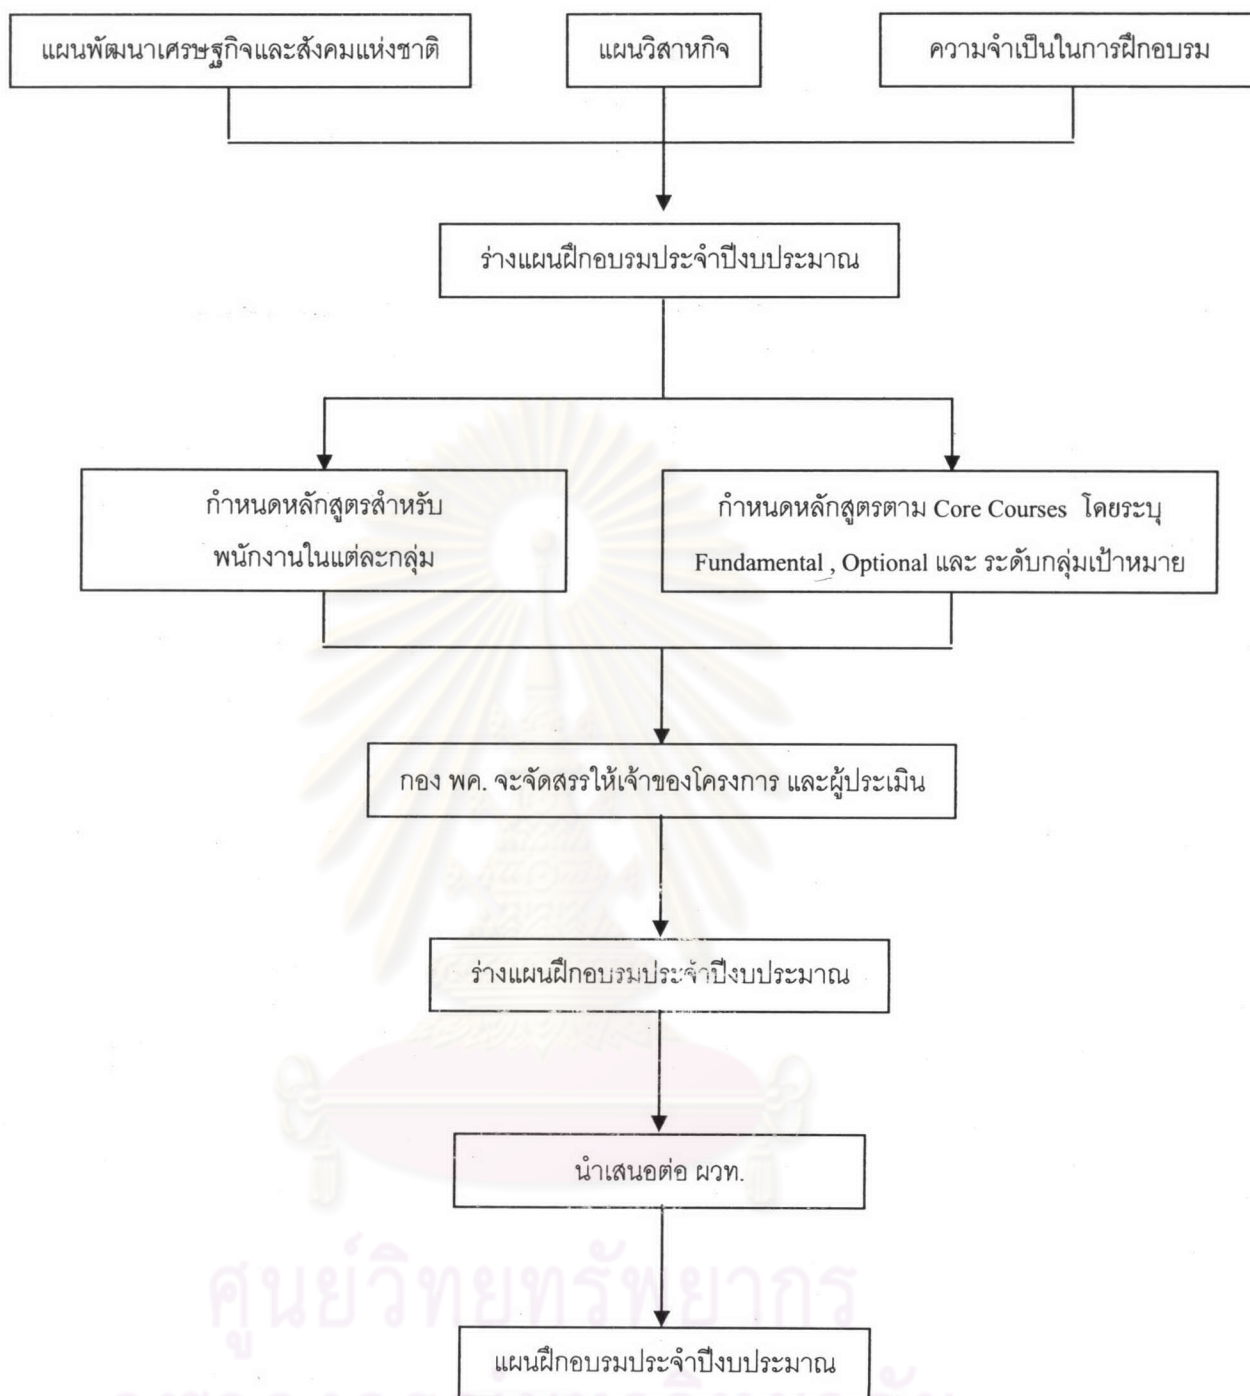 แผนพัฒนาเศรษฐกิจและสังคมแห่งชาติ
แผนวิสาหกิจ
ความจำเป็นในการฝึกอบรม
ร่างแผนฝึกอบรมประจำปีงบประมาณ
กำหนดหลักสูตรสำหรับ
พนักงานในแต่ละกลุ่ม
กำหนดหลักสูตรตาม Core Courses โดยระบุ
Fundamental , Optional และ ระดับกลุ่มเป้าหมาย
กอง พค. จะจัดสรรให้เจ้าของโครงการ และผู้ประเมิน
ร่างแผนฝึกอบรมประจำปีงบประมาณ
นำเสนอต่อ ผวท.
ศูนย์วิทยทรัพยากร
แผนฝึกอบรมประจำปีงบประมาณ